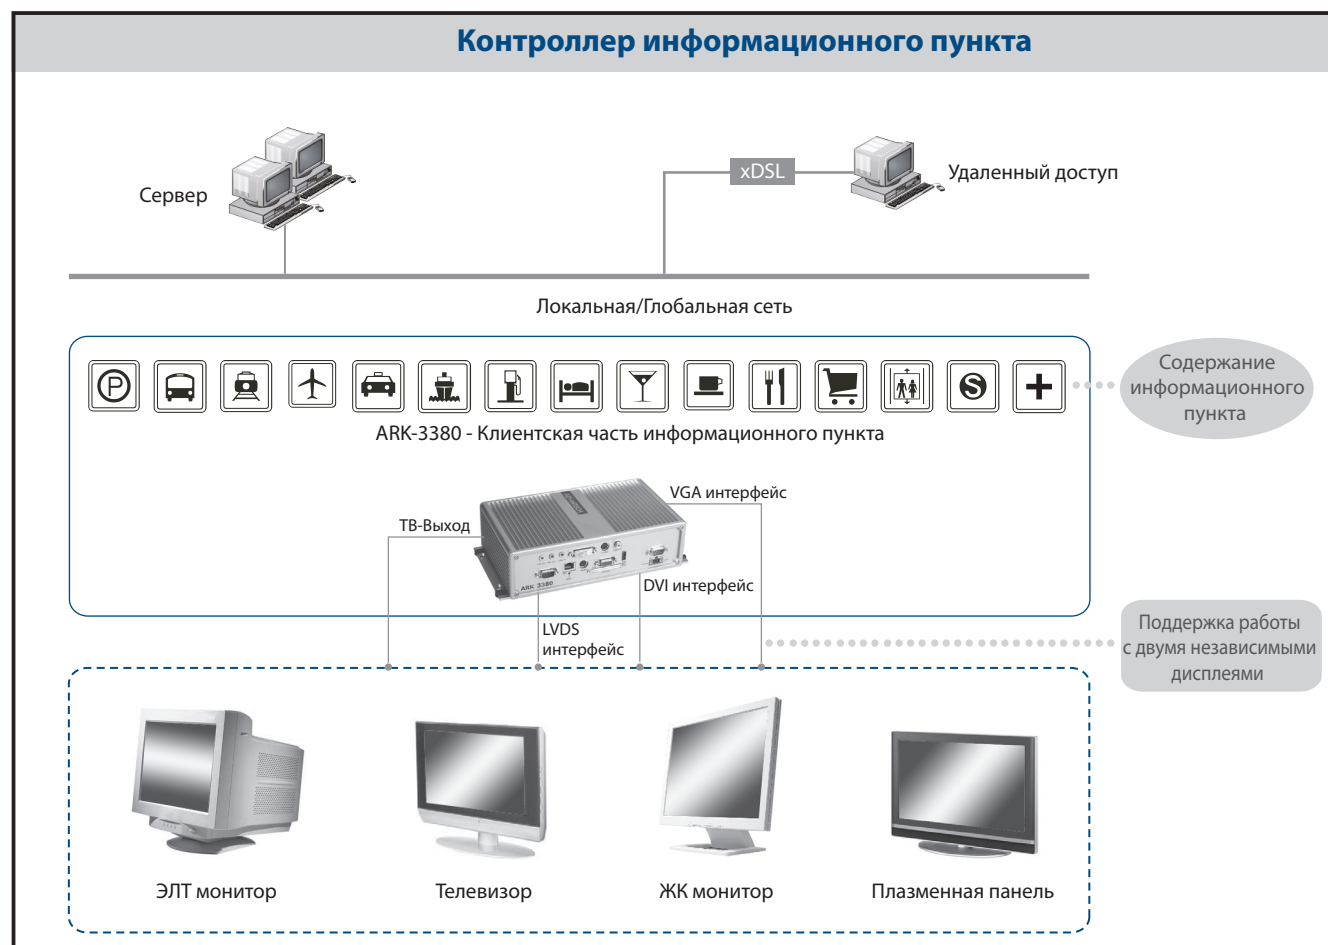 Контроллер информационного пункта
Сервер
xDSL
Удаленный доступ
Локальная/Глобальная сеть
P
S
Содержание
информационного
пункта
ARK-3380 - Клиентская часть информационного пункта
VGA интерфейс
ТВ-Выход
ARK 3380
DVI интерфейс
LVDS
интерфейс
Поддержка работы
с двумя независимыми
дисплеями
ЭЛТ монитор
Телевизор
ЖК монитор
Плазменная панель